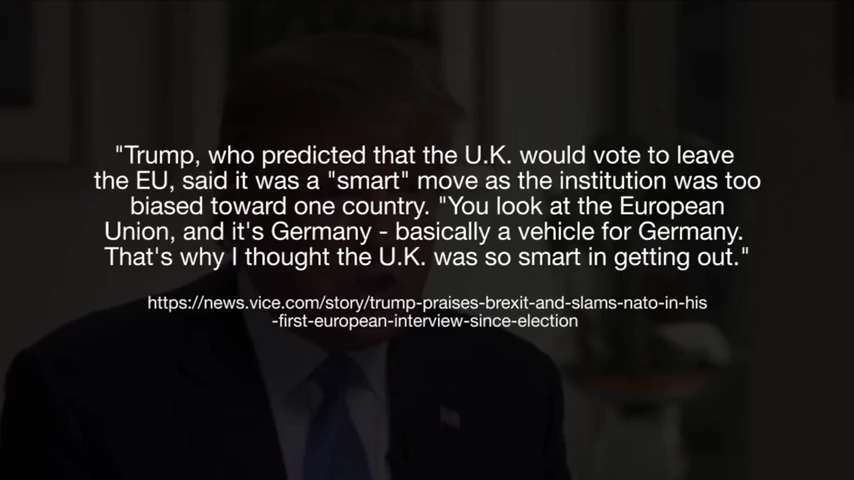 "Trump, who predicted that the U.K. would vote to leave
the EU, said it was a "smart" move as the institution was too
biased toward one country. "You look at the European
Union, and it's Germany - basically a vehicle for Germany.
That's why I thought the U.K. was so smart in getting out."
https://news.vice.com/story/trump-praises-brexit-and-slams-nato-in-his
-first-european-interview-since-election